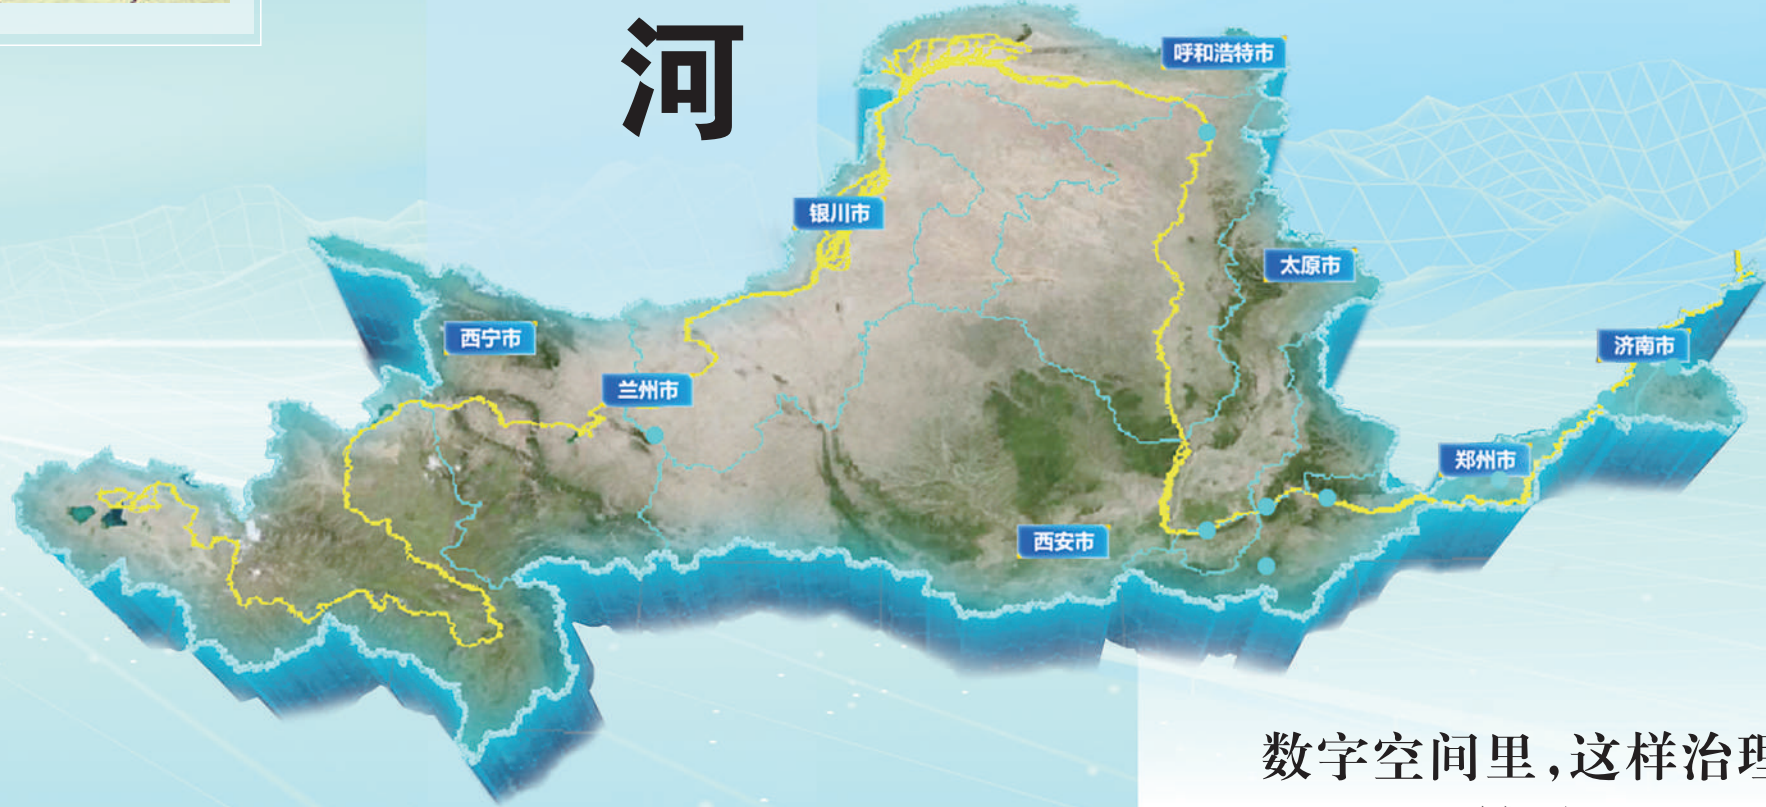 河
呼和浩特市
银川市
太原市
西宁市
济南市
兰州市
郑州市
西安市
数字空间里,这样治理